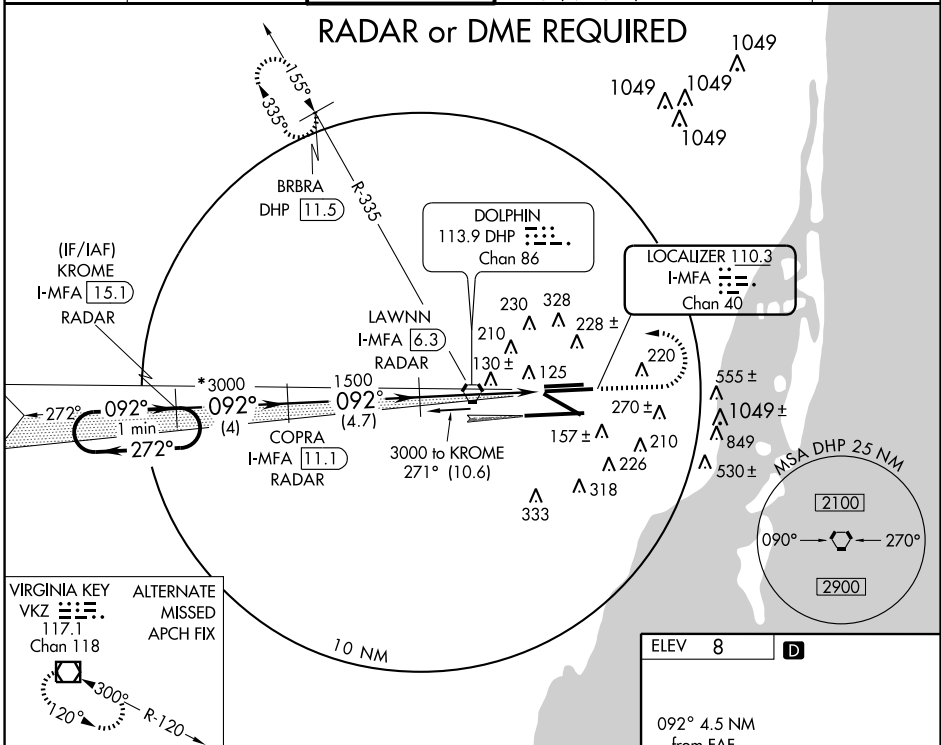 RADAR or DME REQUIRED
1049
1049
1049
1049
155°
335°
BRBRA
DHP 11.5
R-335
DOLPHIN
113.9 DHP
Chan 86
LOCALIZER 110.3
I-MFA
Chan 40
(IF/IAF)
KROME
I-MFA 15.1
RADAR
LAWNN
I-MFA 6.3
RADAR
230
328
228 ±
210
130 ±
125
220
*3000
1500
272°
092°
092°
092°
1 min
(4)
(4.7)
272°
COPRA
I-MFA 11.1
RADAR
3000 to KROME
271° (10.6)
270 ±
157 ±
210
226
318
333
555 ±
1049 ±
849
530 ±
MSA DHP 25 NM
2100
090°
270°
2900
10 NM
VIRGINIA KEY
VKZ
117.1
Chan 118
ALTERNATE
MISSED
APCH FIX
300°
R-120
120°
ELEV 8
D
092° 4.5 NM
from FAF